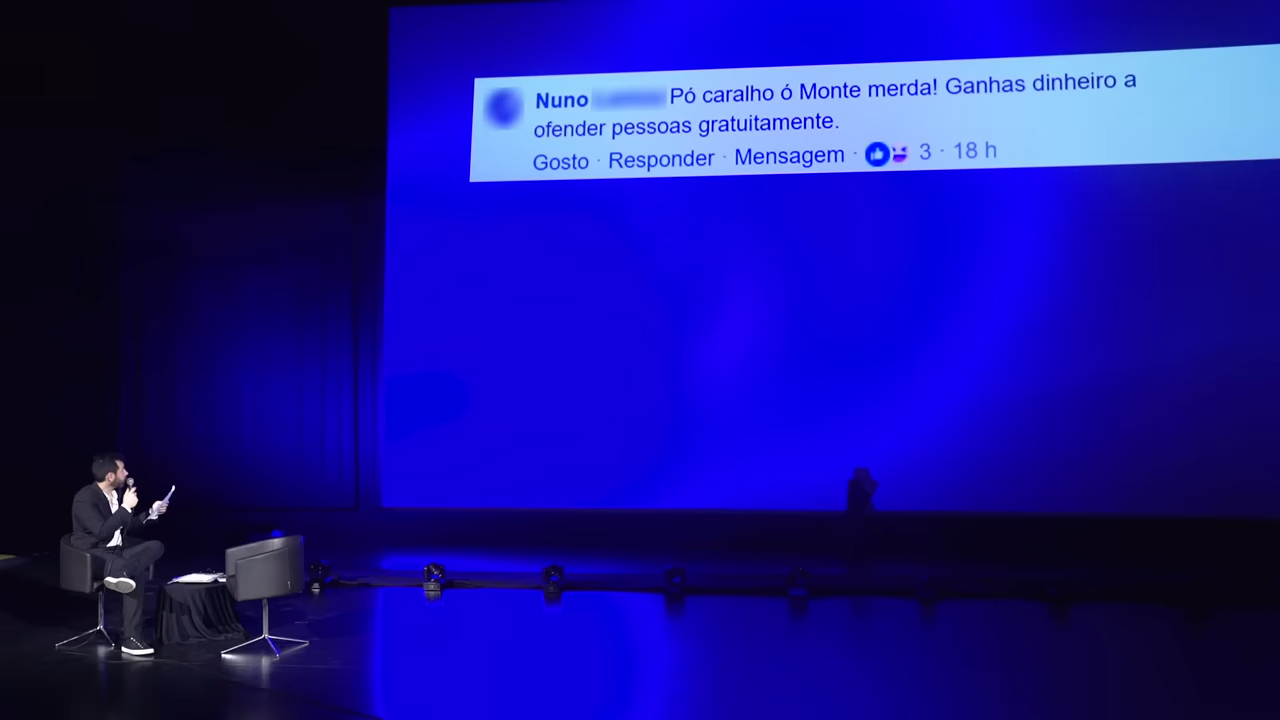 Nuno Pó caralho ó Monte merda! Ganhas dinheiro a
ofender pessoas gratuitamente.
Gosto · Responder · Mensagem · 3 · 18 h